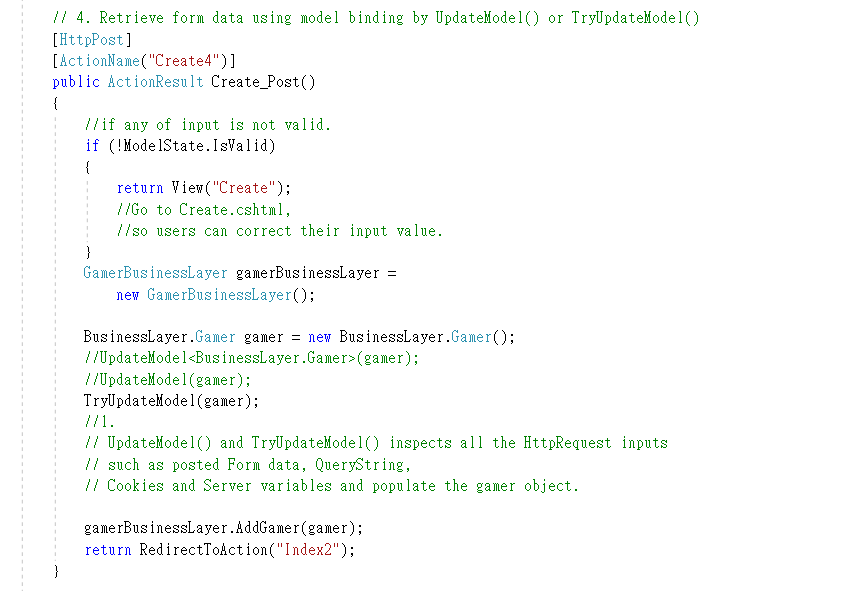 // 4. Retrieve form data using model binding by UpdateModel() or TryUpdateModel()
[HttpPost]
[ActionName("Create4")]
public ActionResult Create_Post()
{
//if any of input is not valid.
if (!ModelState.IsValid)
{
return View("Create");
//Go to Create.cshtml,
//so users can correct their input value.
}
GamerBusinessLayer gamerBusinessLayer =
new GamerBusinessLayer();
BusinessLayer.Gamer gamer = new BusinessLayer.Gamer();
//UpdateModel<BusinessLayer.Gamer>(gamer);
//UpdateModel(gamer);
TryUpdateModel(gamer);
//1.
// UpdateModel() and TryUpdateModel() inspects all the HttpRequest inputs
// such as posted Form data, QueryString,
// Cookies and Server variables and populate the gamer object.
gamerBusinessLayer.AddGamer(gamer);
return RedirectToAction("Index2");
}